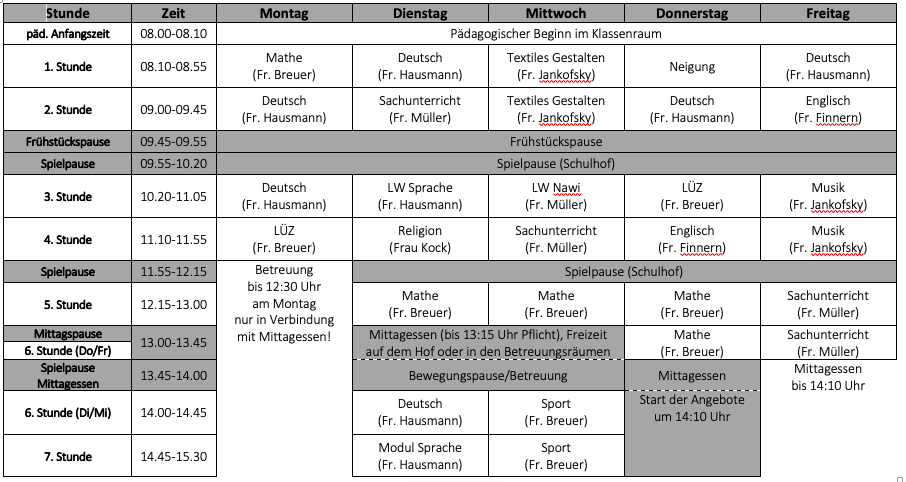 Stunde Zeit Montag Dienstag Mittwoch Donnerstag Freitag
päd. Anfangszeit 08.00-08.10 Pädagogischer Beginn im Klassenraum
1. Stunde 08.10-08.55
Mathe
(Fr. Breuer)
Deutsch
(Fr. Hausmann)
Textiles Gestalten
(Fr. Jankofsky)
Neigung
Deutsch
(Fr. Hausmann)
2. Stunde 09.00-09.45
Deutsch
(Fr. Hausmann)
Sachunterricht
(Fr. Müller)
Textiles Gestalten
(Fr. Jankofsky)
Deutsch
(Fr. Hausmann)
Englisch
(Fr. Finnern)
Frühstückspause 09.45-09.55 Frühstückspause
Spielpause 09.55-10.20 Spielpause (Schulhof)
3. Stunde 10.20-11.05
Deutsch
(Fr. Hausmann)
LW Sprache
(Fr. Hausmann)
LW Nawi
(Fr. Müller)
LÜZ
(Fr. Breuer)
Musik
(Fr. Jankofsky)
4. Stunde 11.10-11.55
LÜZ
(Fr. Breuer)
Religion
(Frau Kock)
Sachunterricht
(Fr. Müller)
Englisch
(Fr. Finnern)
Musik
(Fr. Jankofsky)
Spielpause 11.55-12.15
Betreuung
bis 12:30 Uhr
am Montag
nur in Verbindung
mit Mittagessen!
Spielpause (Schulhof)
5. Stunde 12.15-13.00
Mathe
(Fr. Breuer)
Mathe
(Fr. Breuer)
Mathe
(Fr. Breuer)
Sachunterricht
(Fr. Müller)
Mittagspause
6. Stunde (Do/Fr)
13.00-13.45
Mittagessen (bis 13:15 Uhr Pflicht), Freizeit
auf dem Hof oder in den Betreuungsräumen
Mathe
(Fr. Breuer)
Sachunterricht
(Fr. Müller)
Spielpause
Mittagessen
13.45-14.00
Bewegungspause/Betreuung
Mittagessen
Mittagessen
bis 14:10 Uhr
6. Stunde (Di/Mi) 14.00-14.45
Deutsch
(Fr. Hausmann)
Sport
(Fr. Breuer)
Start der Angebote
um 14:10 Uhr
7. Stunde 14.45-15.30
Modul Sprache
(Fr. Hausmann)
Sport
(Fr. Breuer)